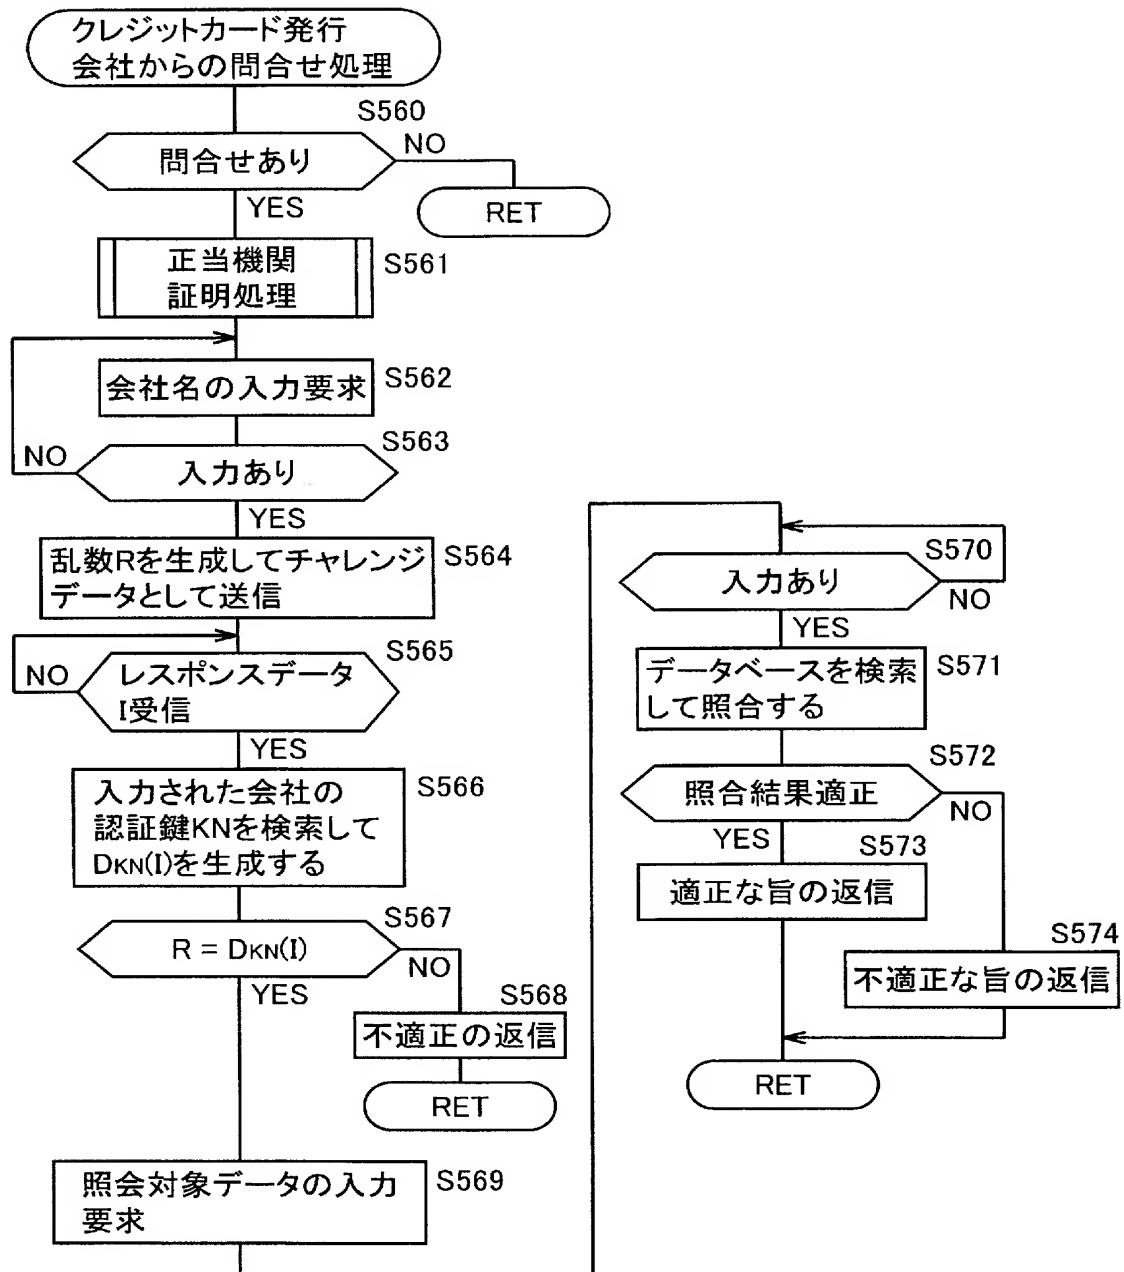 クレジットカード発行
会社からの問合せ処理
S560
問合せあり
NO
YES
RET
正当機関
証明処理
S561
会社名の入力要求
S562
S563
NO
入力あり
YES
乱数Rを生成してチャレンジ
データとして送信
S564
S565
NO
レスポンスデータ
I受信
YES
入力された会社の
認証鍵KNを検索して
DKN(I)を生成する
S566
S567
R = DKN(I)
NO
YES
S568
不適正の返信
RET
照会対象データの入力
要求
S569
S570
入力あり
NO
YES
データベースを検索
して照合する
S571
S572
照合結果適正
NO
YES
S573
適正な旨の返信
S574
不適正な旨の返信
RET